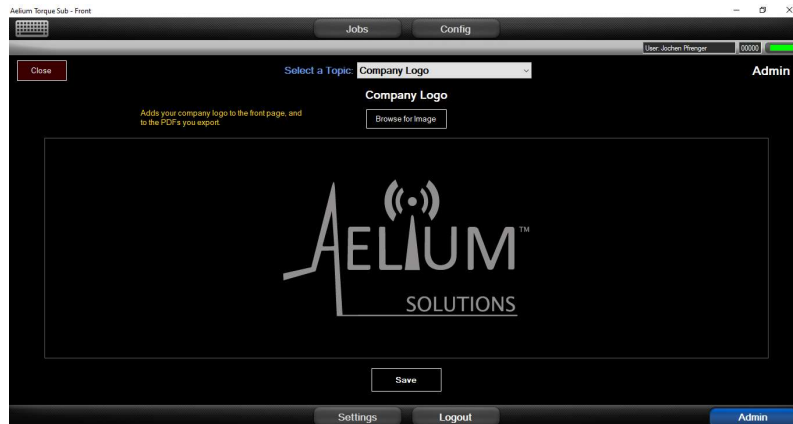 Aelium Torque Sub - Front
Jobs Config
User: Jochen Pfrenger 00000
Close Select a Topic: Company Logo Admin
Company Logo
Adds your company logo to the front page, and
to the PDFs you export.
Browse for Image
AELIUM™
SOLUTIONS
Save
Settings Logout Admin